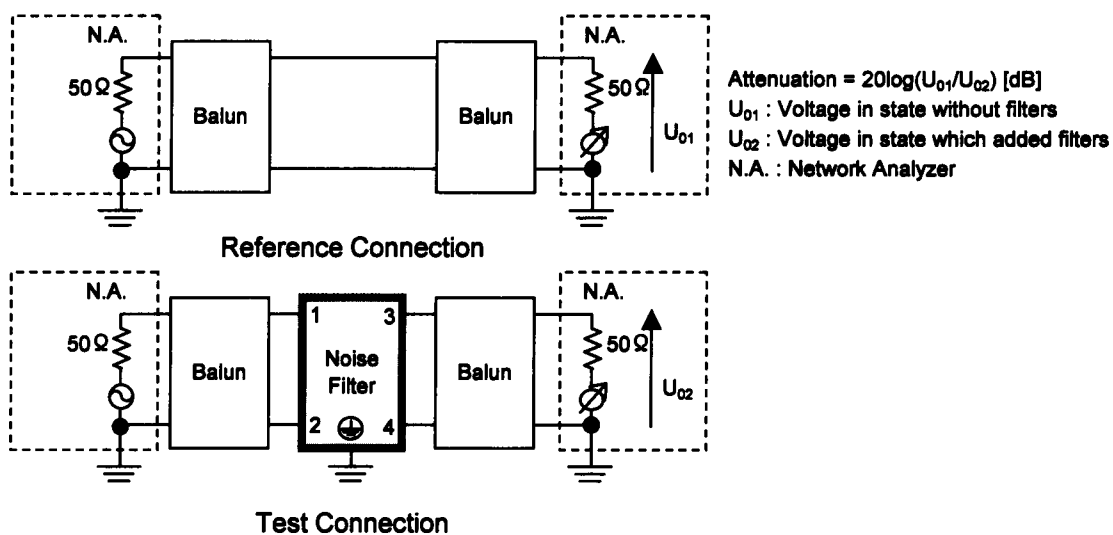 N.A.
N.A.
50Ω
Balun
Balun
50Ω
U01
Attenuation = 20log(U01/U02) [dB]
U01 : Voltage in state without filters
U02 : Voltage in state which added filters
N.A. : Network Analyzer
Reference Connection
N.A.
N.A.
50Ω
Balun
1
3
Noise
Filter
2
4
Balun
50Ω
U02
Test Connection